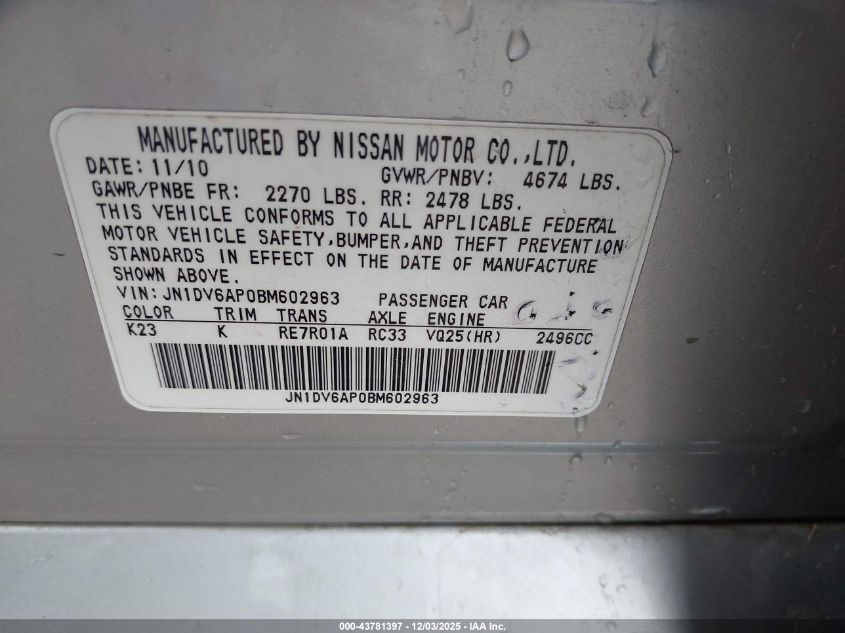 MANUFACTURED BY NISSAN MOTOR CO.,LTD.
DATE: 11/10 GVWR/PNBV: 4674 LBS.
GAWR/PNBE FR: 2270 LBS. RR: 2478 LBS.
THIS VEHICLE CONFORMS TO ALL APPLICABLE FEDERAL
MOTOR VEHICLE SAFETY,BUMPER,AND THEFT PREVENTION
STANDARDS IN EFFECT ON THE DATE OF MANUFACTURE
SHOWN ABOVE.
VIN: JN1DV6AP0BM602963 PASSENGER CAR
COLOR TRIM TRANS AXLE ENGINE
K23 K RE7R01A RC33 VQ25(HR) 2496CC
JN1DV6AP0BM602963
000-43781397 - 12/03/2025 - IAA Inc.